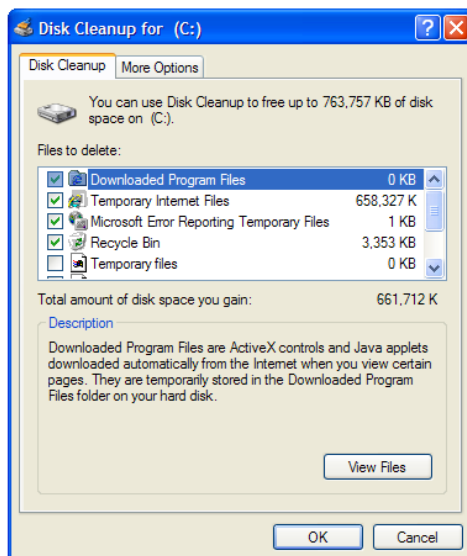 Disk Cleanup for (C:)
Disk Cleanup More Options
You can use Disk Cleanup to free up to 763,757 KB of disk
space on (C:).
Files to delete:
Downloaded Program Files 0 KB
Temporary Internet Files 658,327 K
Microsoft Error Reporting Temporary Files 1 KB
Recycle Bin 3,353 KB
Temporary files 0 KB
Total amount of disk space you gain: 661,712 K
Description
Downloaded Program Files are ActiveX controls and Java applets
downloaded automatically from the Internet when you view certain
pages. They are temporarily stored in the Downloaded Program
Files folder on your hard disk.
View Files
OK Cancel